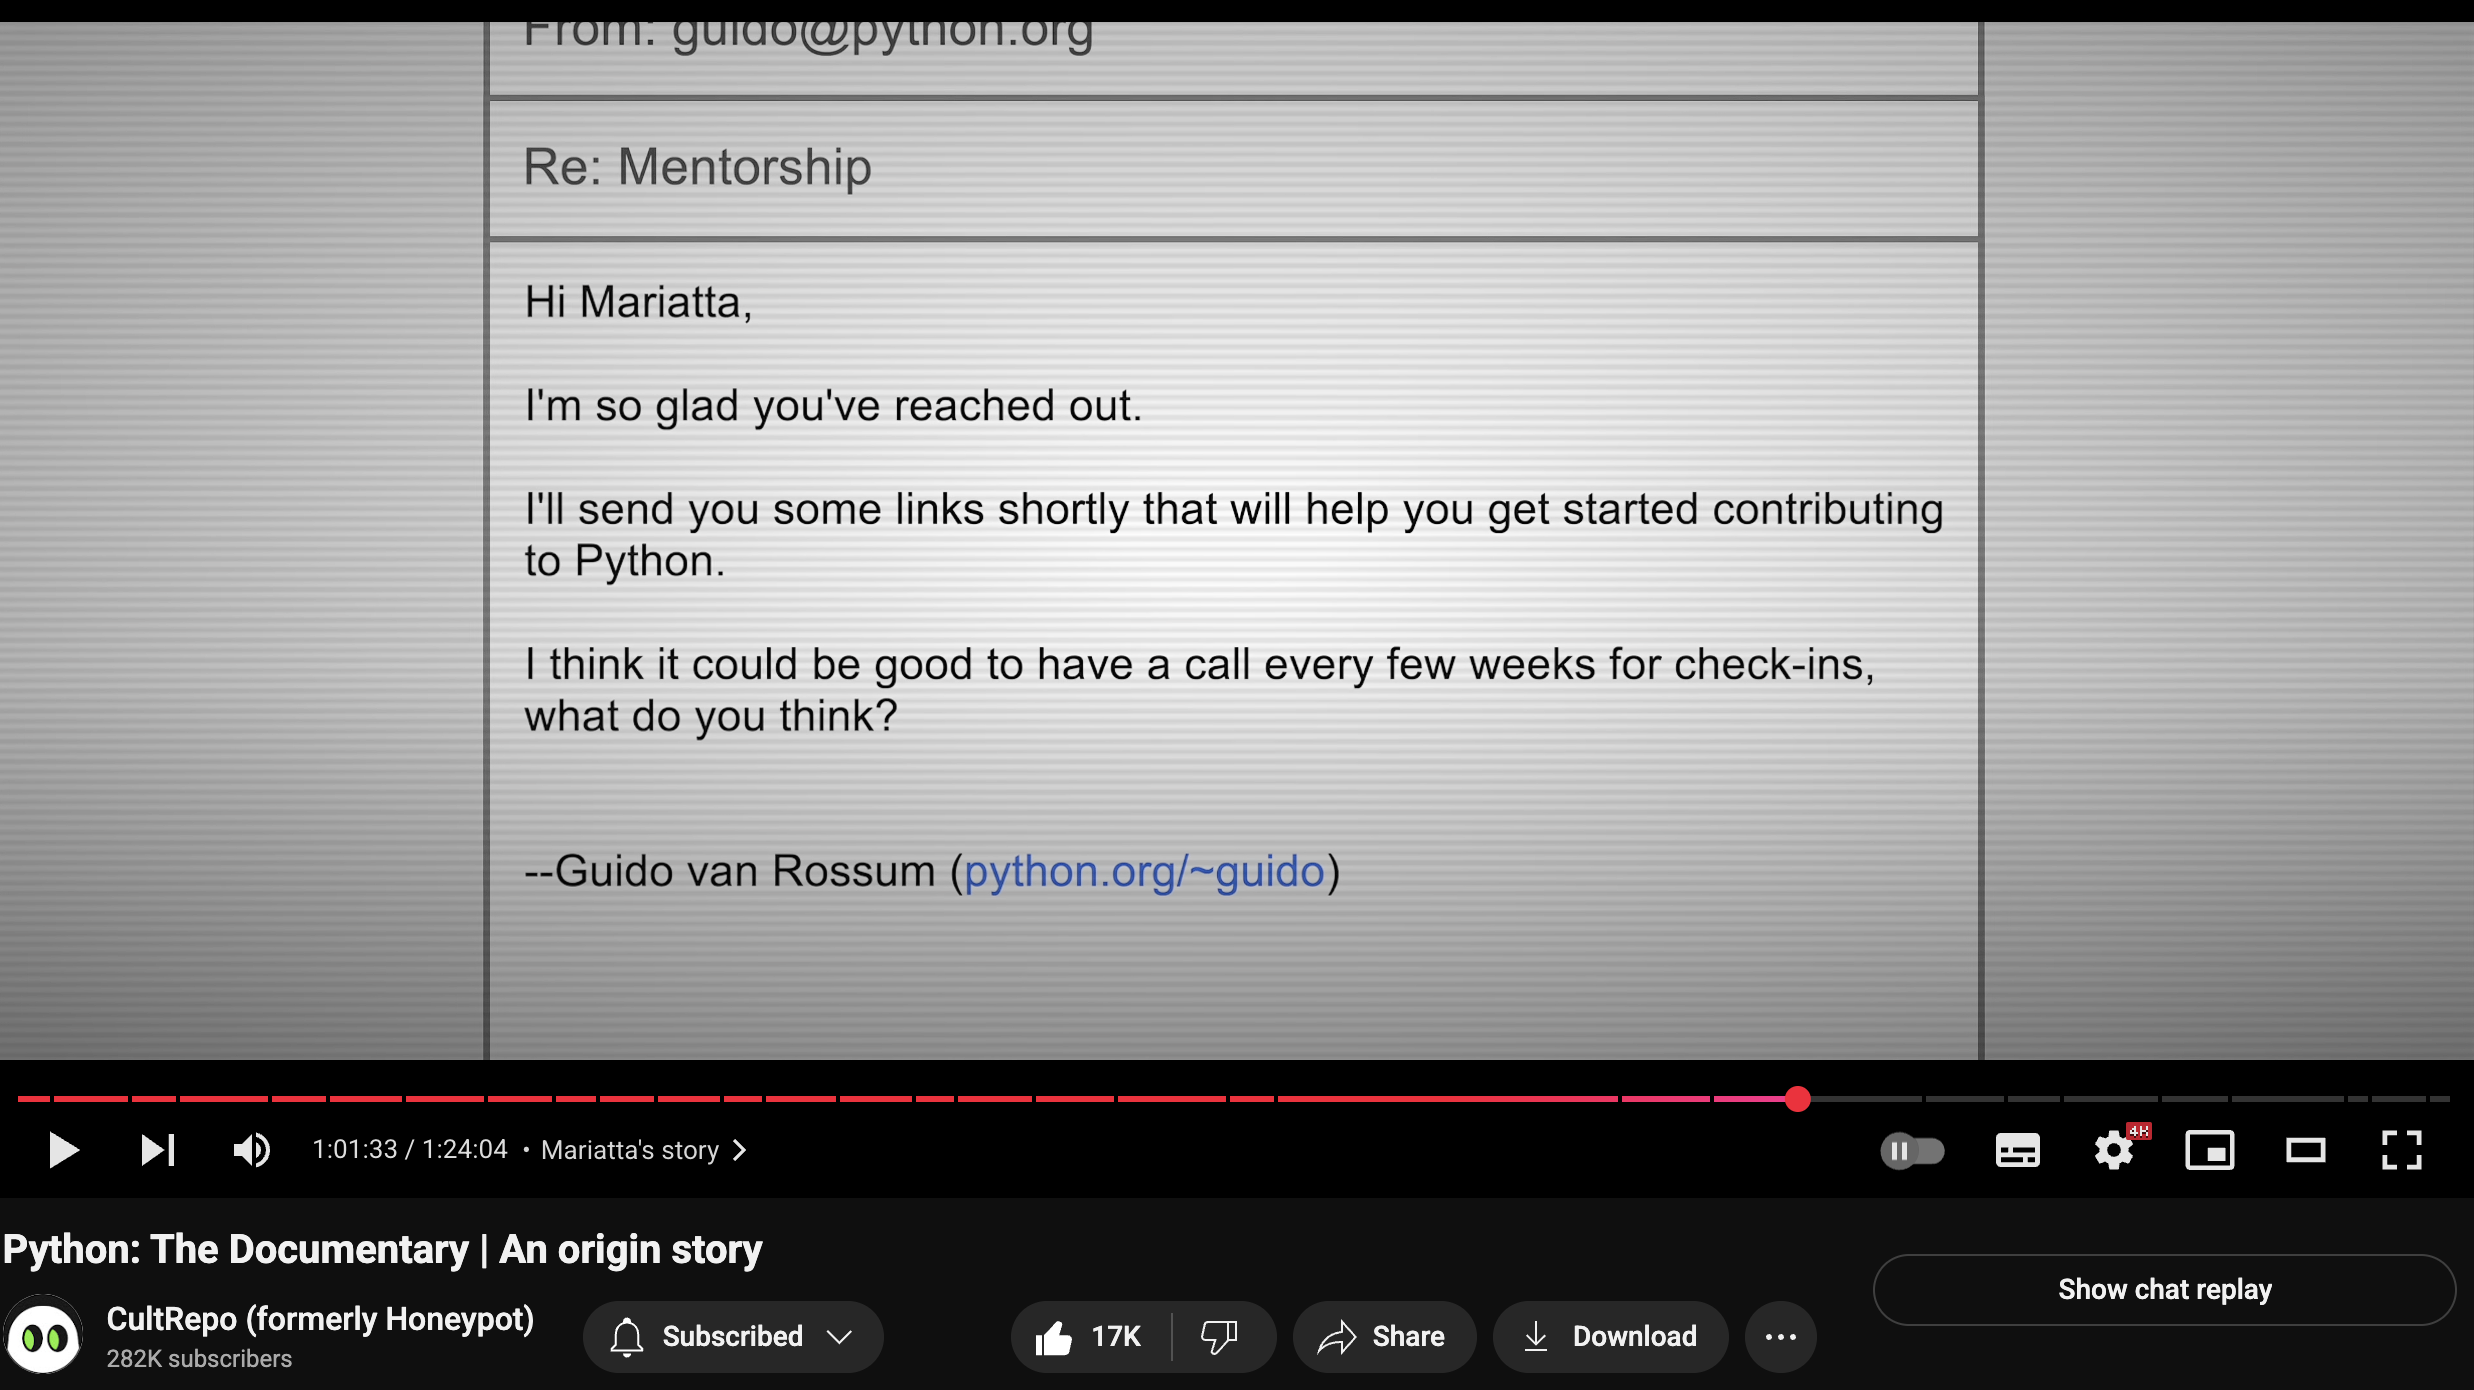 From: guido@python.org
Re: Mentorship
Hi Mariatta,
I'm so glad you've reached out.
I'll send you some links shortly that will help you get started contributing
to Python.
I think it could be good to have a call every few weeks for check-ins,
what do you think?
--Guido van Rossum (python.org/~guido)
1:01:33 / 1:24:04 • Mariatta's story
4K
Python: The Documentary | An origin story
Show chat replay
CultRepo (formerly Honeypot)
282K subscribers
Subscribed
17K
Share
Download